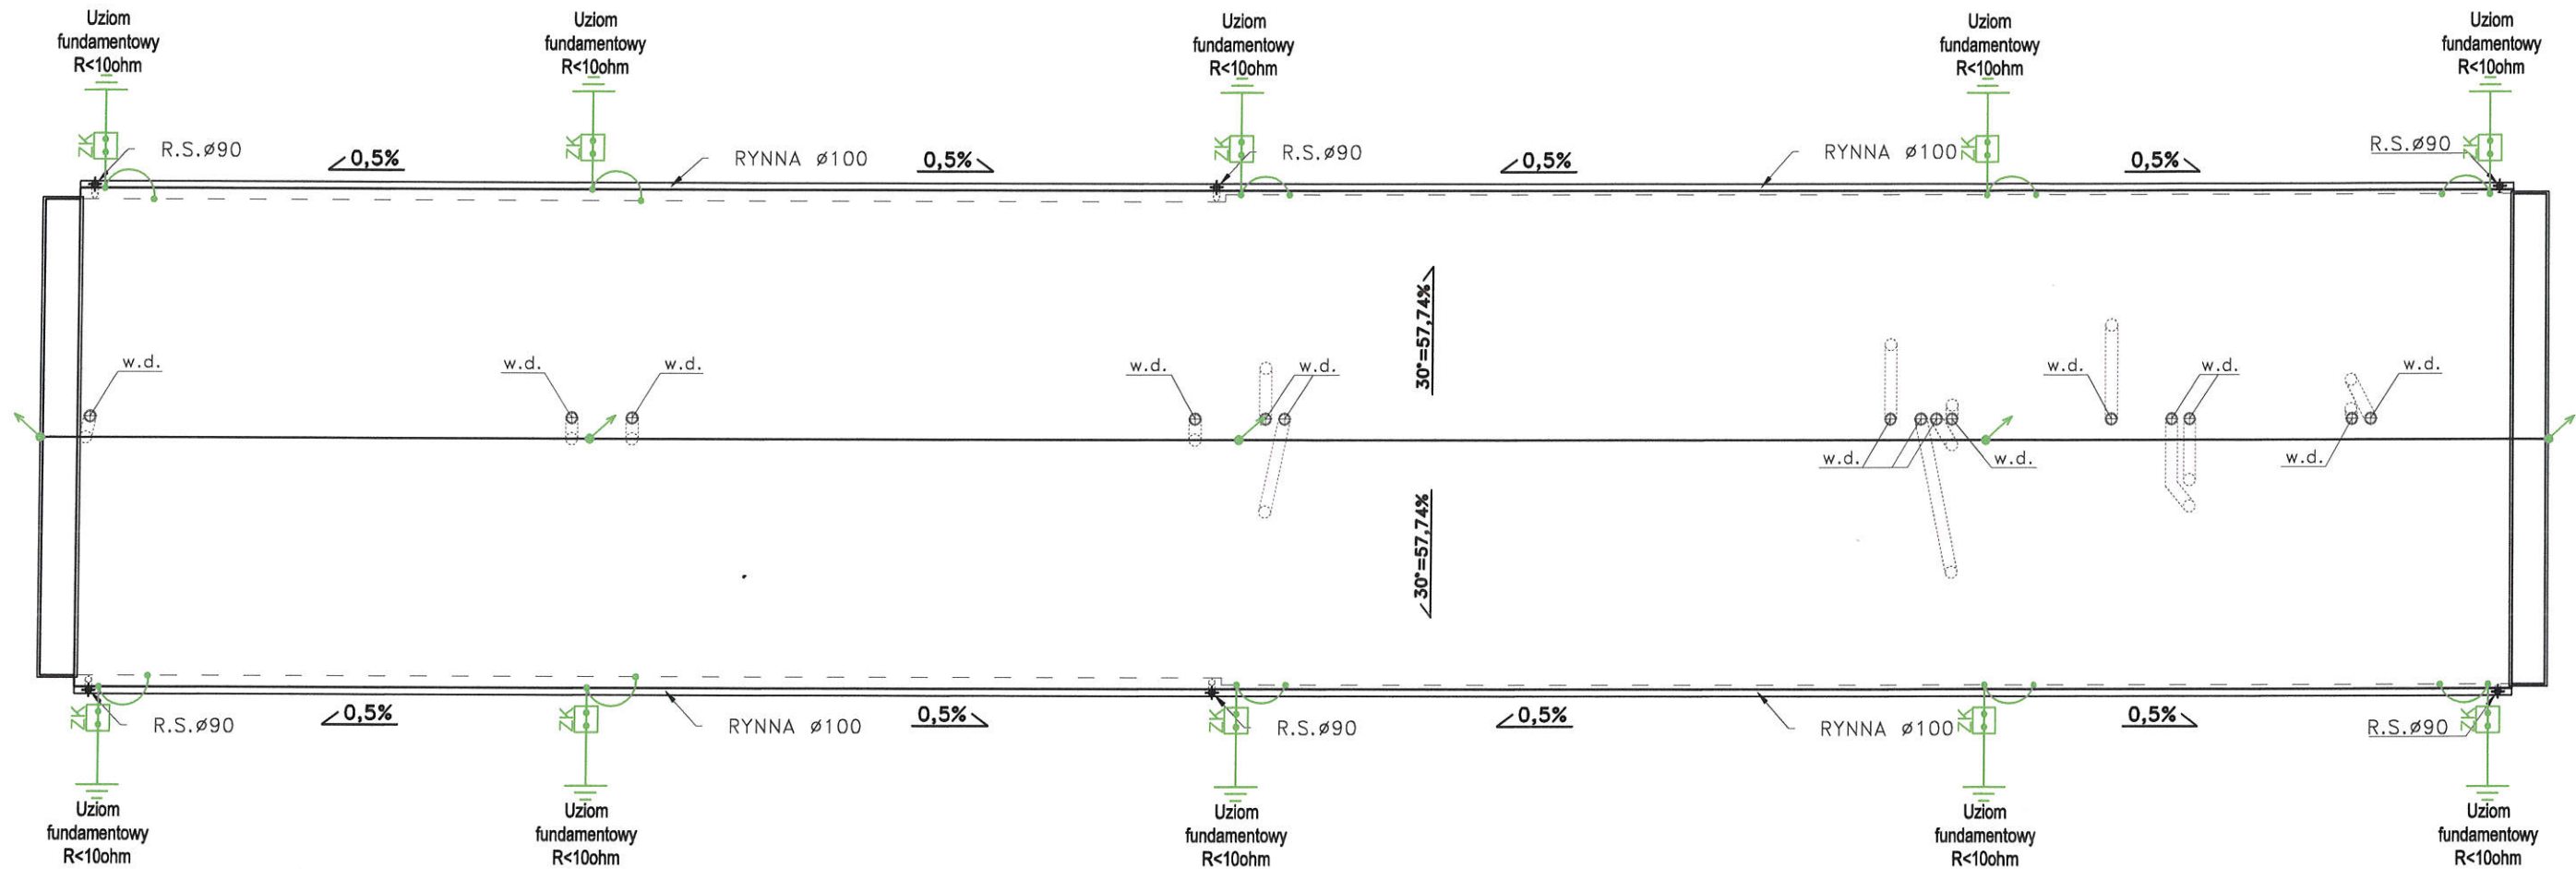 Uziom
fundamentowy
R<10ohm
Uziom
fundamentowy
R<10ohm
Uziom
fundamentowy
R<10ohm
Uziom
fundamentowy
R<10ohm
Uziom
fundamentowy
R<10ohm
ZK
R.S.ø90
0,5%
ZK
RYNNA ø100
0,5%
ZK
R.S.ø90
0,5%
RYNNA ø100
ZK
0,5%
R.S.ø90
ZK
30°=57,74%
w.d.
w.d.
w.d.
w.d.
w.d.
w.d.
w.d.
w.d.
w.d.
w.d.
w.d.
30°=57,74%
ZK
R.S.ø90
0,5%
ZK
RYNNA ø100
0,5%
ZK
R.S.ø90
0,5%
RYNNA ø100
ZK
0,5%
R.S.ø90
ZK
Uziom
fundamentowy
R<10ohm
Uziom
fundamentowy
R<10ohm
Uziom
fundamentowy
R<10ohm
Uziom
fundamentowy
R<10ohm
Uziom
fundamentowy
R<10ohm